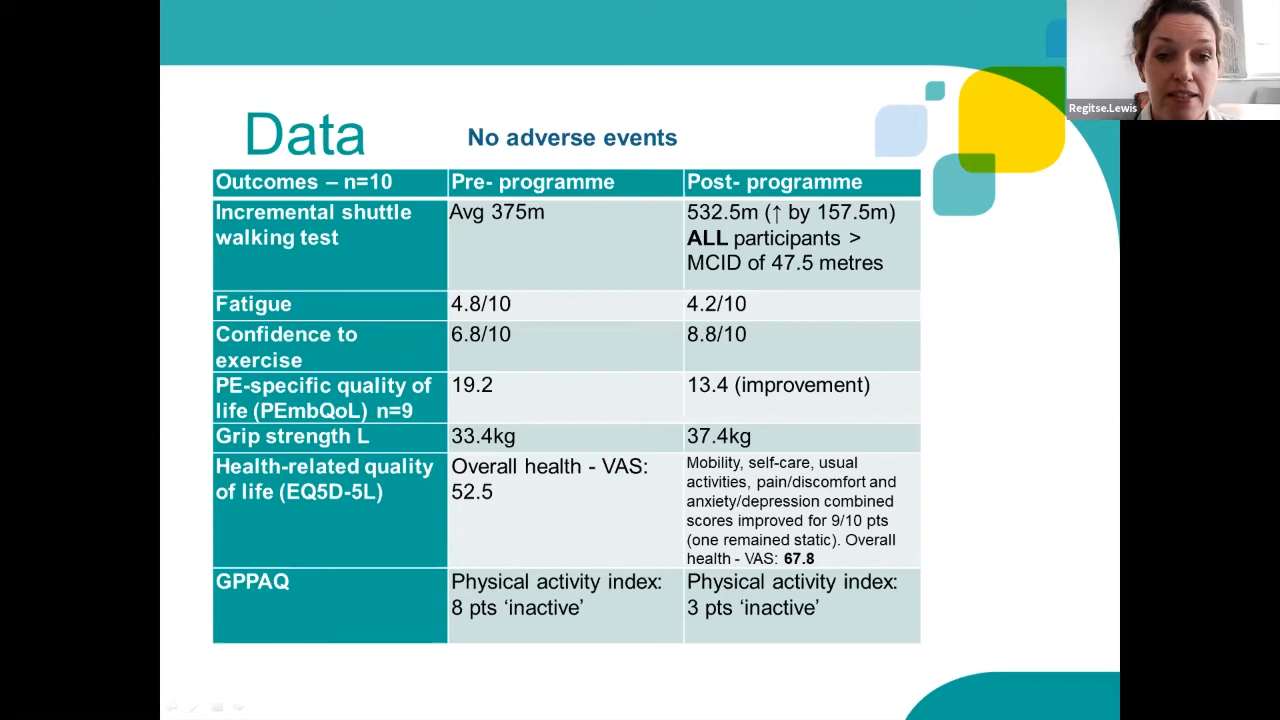 Regitse.Lewis
Data
No adverse events
Outcomes – n=10
Pre- programme
Post- programme
Incremental shuttle
walking test
Avg 375m
532.5m (↑ by 157.5m)
ALL participants >
MCID of 47.5 metres
Fatigue
4.8/10
4.2/10
Confidence to
exercise
6.8/10
8.8/10
PE-specific quality of
life (PEmbQoL) n=9
19.2
13.4 (improvement)
Grip strength L
33.4kg
37.4kg
Health-related quality
of life (EQ5D-5L)
Overall health - VAS:
52.5
Mobility, self-care, usual
activities, pain/discomfort and
anxiety/depression combined
scores improved for 9/10 pts
(one remained static). Overall
health - VAS: 67.8
GPPAQ
Physical activity index:
8 pts ‘inactive’
Physical activity index:
3 pts ‘inactive’